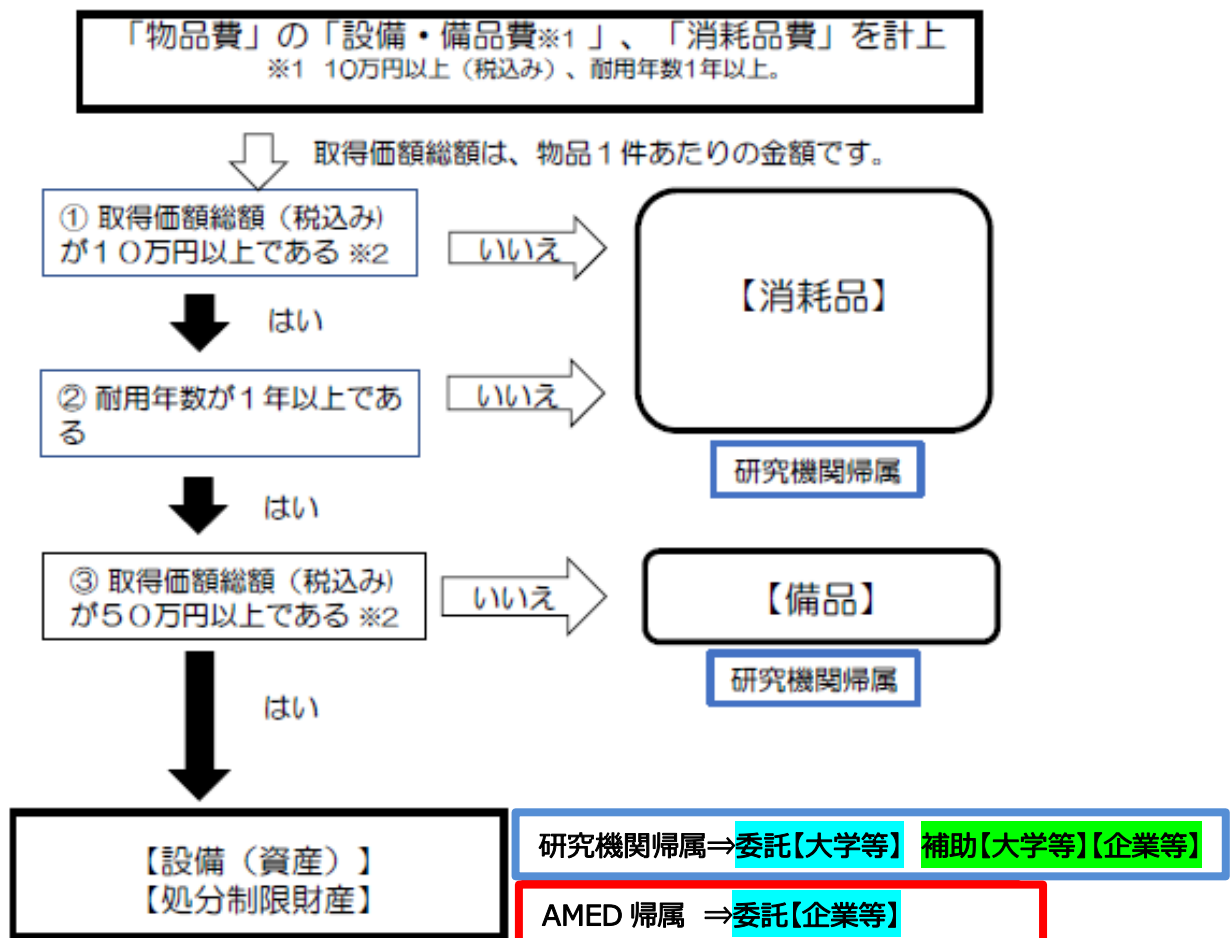 「物品費」の「設備・備品費※1 」、「消耗品費」を計上
※1 10万円以上（税込み）、耐用年数1年以上。
取得価額総額は、物品１件あたりの金額です。
① 取得価額総額（税込み)
が１０万円以上である ※2
いいえ
【消耗品】
はい
② 耐用年数が１年以上であ
る
いいえ
研究機関帰属
はい
③ 取得価額総額（税込み)
が５０万円以上である ※2
いいえ
【備品】
研究機関帰属
はい
【設備（資産）】
【処分制限財産】
研究機関帰属⇒委託【大学等】 補助【大学等】【企業等】
AMED 帰属 ⇒委託【企業等】